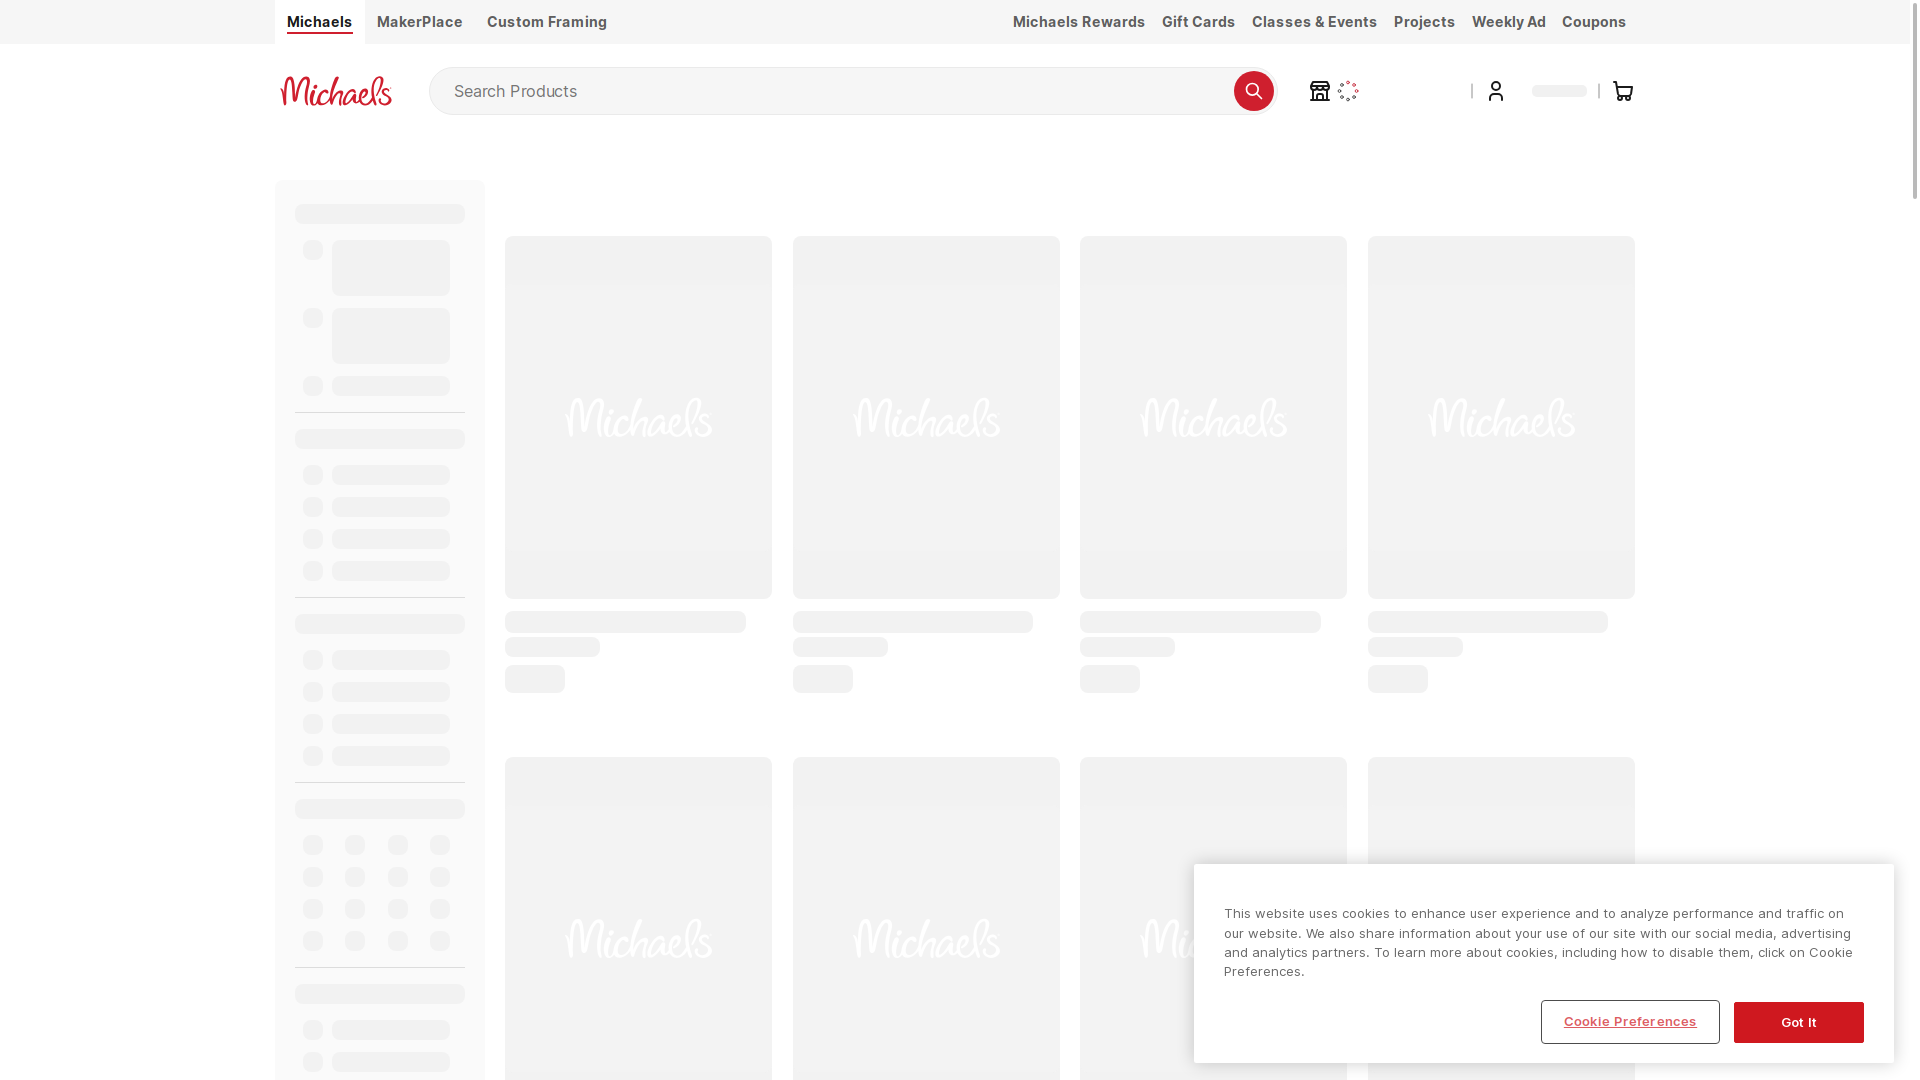 Michaels
MakerPlace
Custom Framing
Michaels Rewards
Gift Cards
Classes & Events
Projects
Weekly Ad
Coupons
Michaels
Search Products
Michaels
Michaels
Michaels
Michaels
Michaels
Michaels
This website uses cookies to enhance user experience and to analyze performance and traffic on
our website. We also share information about your use of our site with our social media, advertising
and analytics partners. To learn more about cookies, including how to disable them, click on Cookie
Preferences.
Cookie Preferences
Got It